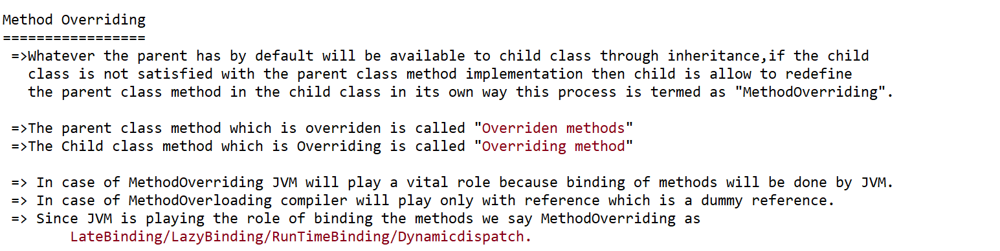 Method Overriding
=================
=>Whatever the parent has by default will be available to child class through inheritance,if the child
class is not satisfied with the parent class method implementation then child is allow to redefine
the parent class method in the child class in its own way this process is termed as "MethodOverriding".
=>The parent class method which is overriden is called "Overriden methods"
=>The Child class method which is Overriding is called "Overriding method"
=> In case of MethodOverriding JVM will play a vital role because binding of methods will be done by JVM.
=> In case of MethodOverloading compiler will play only with reference which is a dummy reference.
=> Since JVM is playing the role of binding the methods we say MethodOverriding as
LateBinding/LazyBinding/RunTimeBinding/Dynamicdispatch.